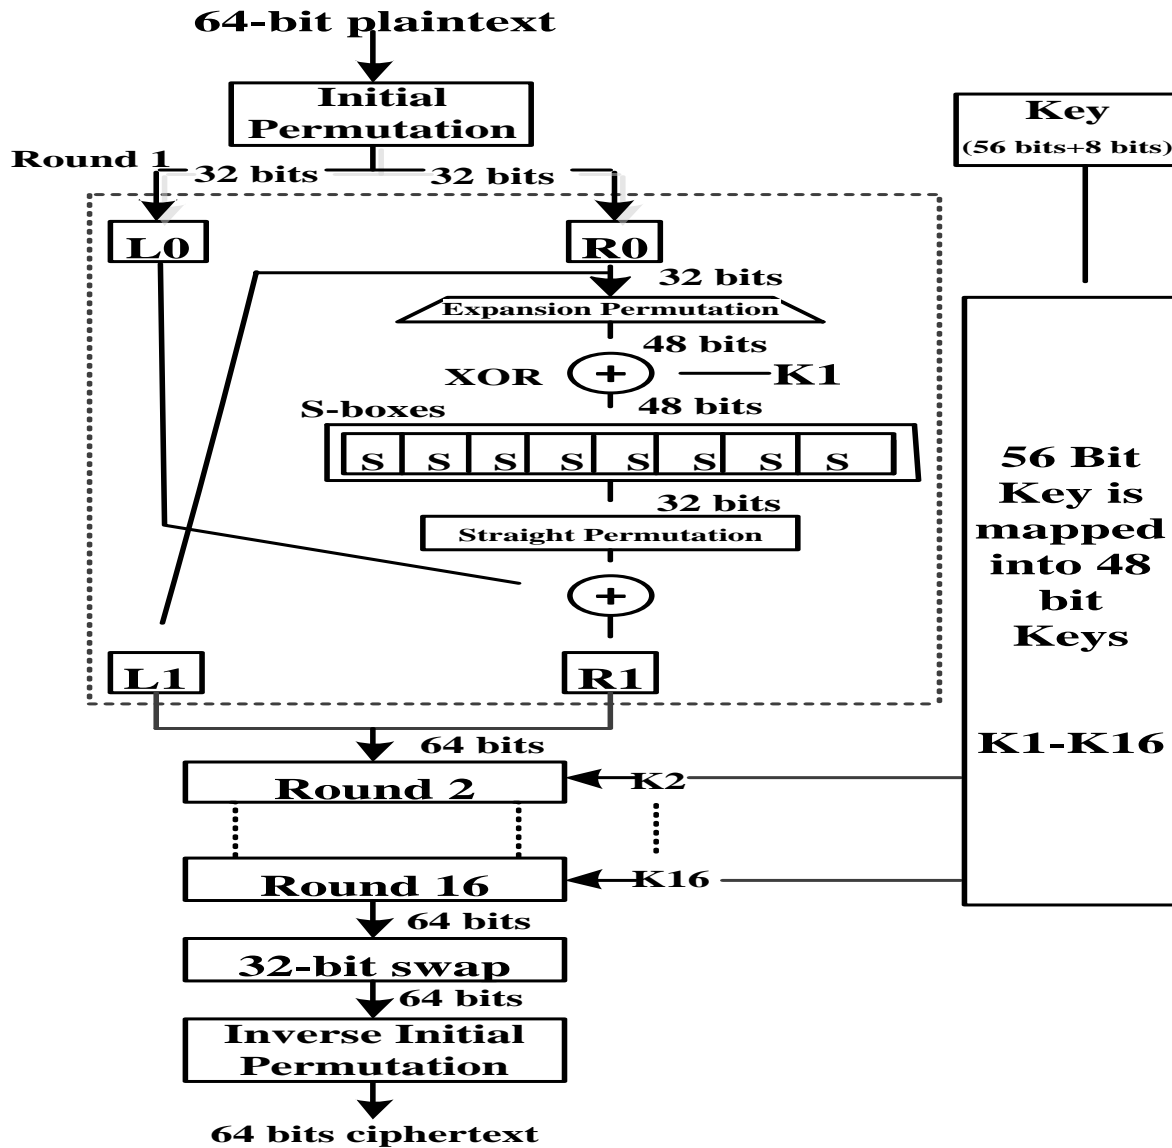 64-bit plaintext
Initial
Permutation
Key
(56 bits+8 bits)
Round 1
32 bits
32 bits
L0
R0
32 bits
Expansion Permutation
48 bits
XOR
+
K1
S-boxes
48 bits
S S S S S S S S
32 bits
Straight Permutation
+
L1
R1
56 Bit
Key is
mapped
into 48
bit
Keys
K1-K16
64 bits
Round 2
K2
Round 16
K16
64 bits
32-bit swap
64 bits
Inverse Initial
Permutation
64 bits ciphertext